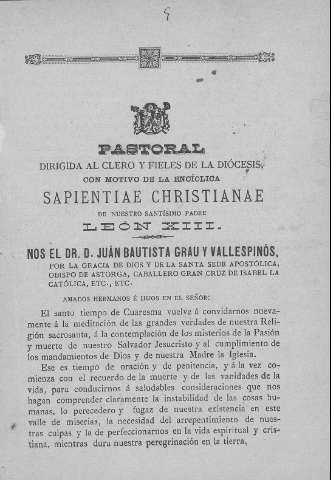 PASTORAL
DIRIGIDA AL CLERO Y FIELES DE LA DIÓCESIS,
CON MOTIVO DE LA ENCÍCLICA
SAPIENTIAE CHRISTIANAE
DE NUESTRO SANTÍSIMO PADRE
LEÓN XIII.
NOS EL DR. D. JUÁN BAUTISTA GRAU Y VALLESPINÓS,
POR LA GRACIA DE DIOS Y DE LA SANTA SEDE APOSTÓLICA,
OBISPO DE ASTORGA, CABALLERO GRAN CRUZ DE ISABEL LA
CATÓLICA, ETC., ETC.
AMADOS HERMANOS É HIJOS EN EL SEÑOR:
El santo tiempo de Cuaresma vuelve á convidarnos nueva-
mente á la meditación de las grandes verdades de nuestra Reli-
gión sacrosanta, á la contemplación de los misterios de la Pasión
y muerte de nuestro Salvador Jesucristo y al cumplimiento de
los mandamientos de Dios y de nuestra Madre la Iglesia.
Ese es tiempo de oración y de penitencia, y á la vez co-
mienza con el recuerdo de la muerte y de las vanidades de la
vida, para conducirnos á saludables consideraciones que nos
hagan comprender claramente la instabilidad de las cosas hu-
manas, lo perecedero y fugaz de nuestra existencia en este
valle de miserias, la necesidad del arrepentimiento de nues-
tras culpas y la de perfeccionarnos en la vida espiritual y cris-
tiana, mientras dura nuestra peregrinación en la tierra,